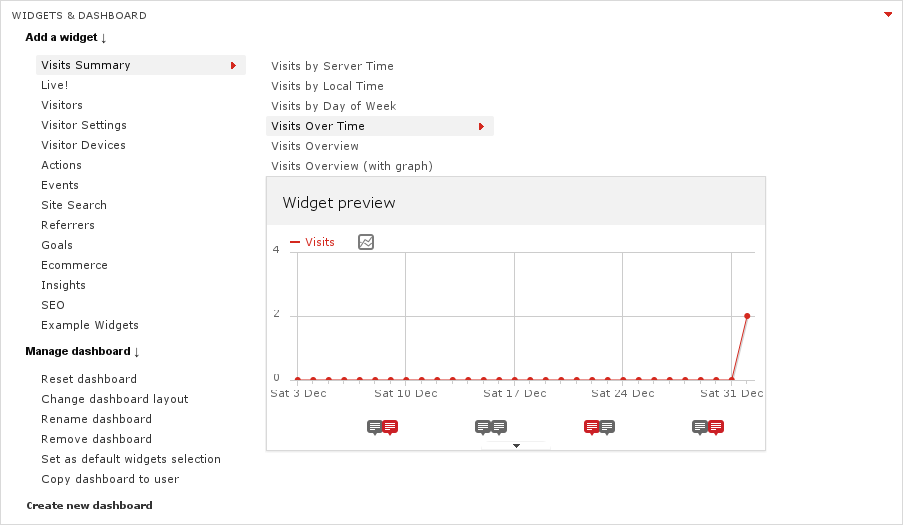 WIDGETS & DASHBOARD
Add a widget ↓
Visits Summary
Live!
Visitors
Visitor Settings
Visitor Devices
Actions
Events
Site Search
Referrers
Goals
Ecommerce
Insights
SEO
Example Widgets
Manage dashboard ↓
Reset dashboard
Change dashboard layout
Rename dashboard
Remove dashboard
Set as default widgets selection
Copy dashboard to user
Create new dashboard
Visits by Server Time
Visits by Local Time
Visits by Day of Week
Visits Over Time
Visits Overview
Visits Overview (with graph)
Widget preview
Visits
4
2
0
Sat 3 Dec Sat 10 Dec Sat 17 Dec Sat 24 Dec Sat 31 Dec